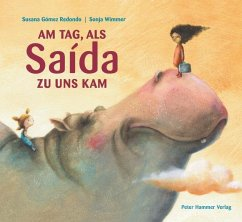 Susana Gómez Redondo | Sonja Wimmer
AM TAG, ALS
Saída
ZU UNS KAM
Peter Hammer Verlag